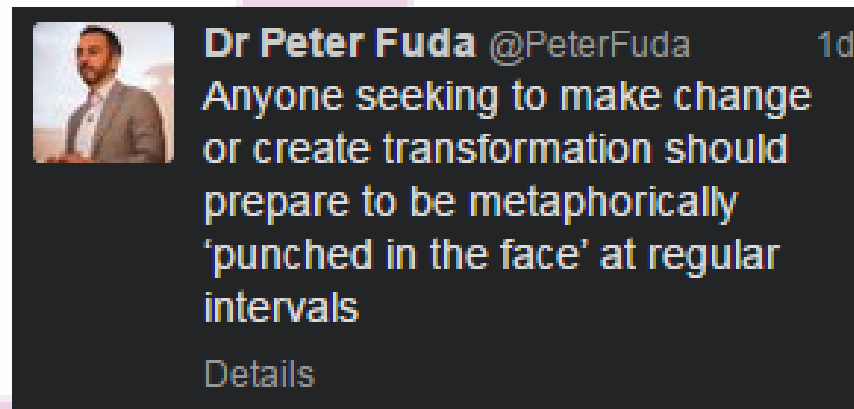 Dr Peter Fuda @PeterFuda 1d
Anyone seeking to make change
or create transformation should
prepare to be metaphorically
‘punched in the face’ at regular
intervals
Details